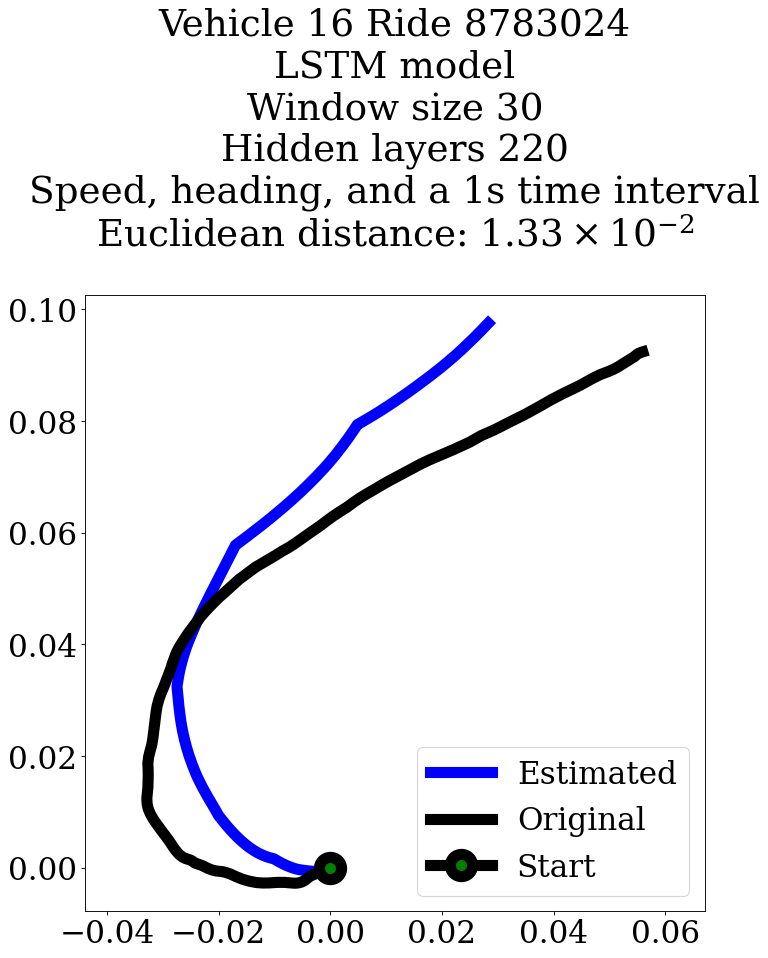 Vehicle 16 Ride 8783024
LSTM model
Window size 30
Hidden layers 220
Speed, heading, and a 1s time interval
Euclidean distance: 1.33 × 10⁻²
0.10
0.08
0.06
0.04
0.02
0.00
Estimated
Original
Start
−0.04 −0.02 0.00 0.02 0.04 0.06